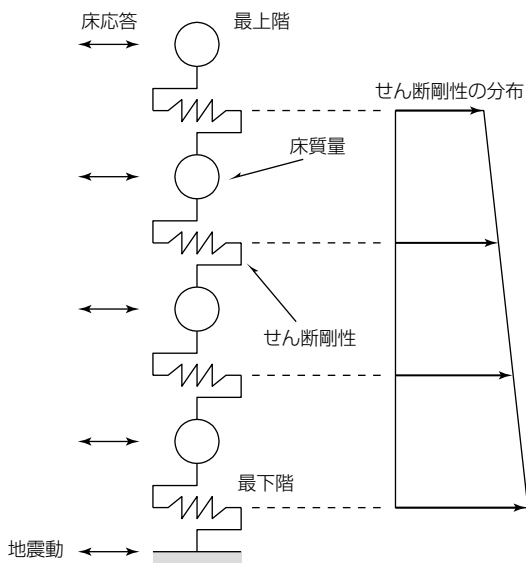 床応答
最上階
せん断剛性の分布
床質量
せん断剛性
最下階
地震動